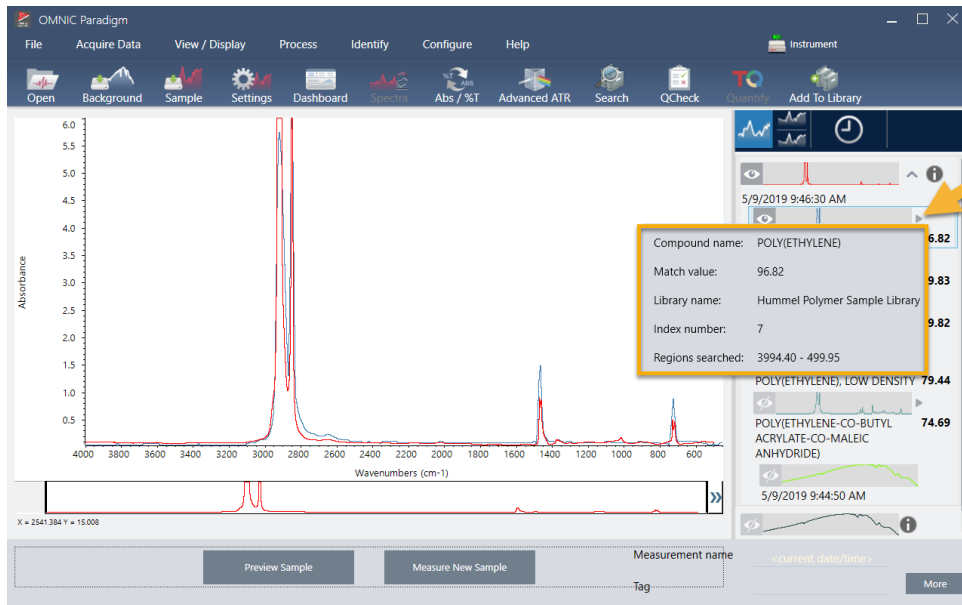 OMNIC Paradigm
File Acquire Data View / Display Process Identify Configure Help Instrument
%T ABS TQ
Open Background Sample Settings Dashboard Spectra Abs / %T Advanced ATR Search QCheck Quantify Add To Library
6.0
5.5
5.0
4.5
4.0
3.5
3.0
2.5
2.0
1.5
1.0
0.5
Absorbance
4000 3800 3600 3400 3200 3000 2800 2600 2400 2200 2000 1800 1600 1400 1200 1000 800 600
Wavenumbers (cm-1)
X = 2541.384 Y = 15.008
5/9/2019 9:46:30 AM
6.82
9.83
9.82
Compound name: POLY(ETHYLENE)
Match value: 96.82
Library name: Hummel Polymer Sample Library
Index number: 7
Regions searched: 3994.40 - 499.95
POLY(ETHYLENE), LOW DENSITY 79.44
POLY(ETHYLENE-CO-BUTYL 74.69
ACRYLATE-CO-MALEIC
ANHYDRIDE)
5/9/2019 9:44:50 AM
Preview Sample Measure New Sample
Measurement name <current date/time>
Tag
More